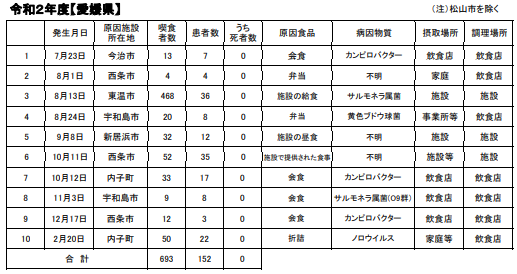 令和2年度【愛媛県】 (注)松山市を除く
発生月日 原因施設所在地 喫食者数 患者数 うち死者数 原因食品 病因物質 摂取場所 調理場所
1 7月23日 今治市 13 7 0 会食 カンピロバクター 飲食店 飲食店
2 8月1日 西条市 4 4 0 弁当 不明 家庭 飲食店
3 8月13日 東温市 468 36 0 施設の給食 サルモネラ属菌 施設 施設
4 8月24日 宇和島市 20 8 0 弁当 黄色ブドウ球菌 事業所等 飲食店
5 9月8日 新居浜市 32 12 0 施設の昼食 不明 施設 施設
6 10月11日 西条市 52 35 0 施設で提供された食事 不明 施設等 施設
7 10月12日 内子町 33 17 0 会食 カンピロバクター 飲食店 飲食店
8 11月3日 宇和島市 9 8 0 会食 サルモネラ属菌(O9群) 飲食店 飲食店
9 12月17日 西条市 12 3 0 会食 カンピロバクター 飲食店 飲食店
10 2月20日 内子町 50 22 0 折詰 ノロウイルス 家庭等 飲食店
合 計 693 152 0